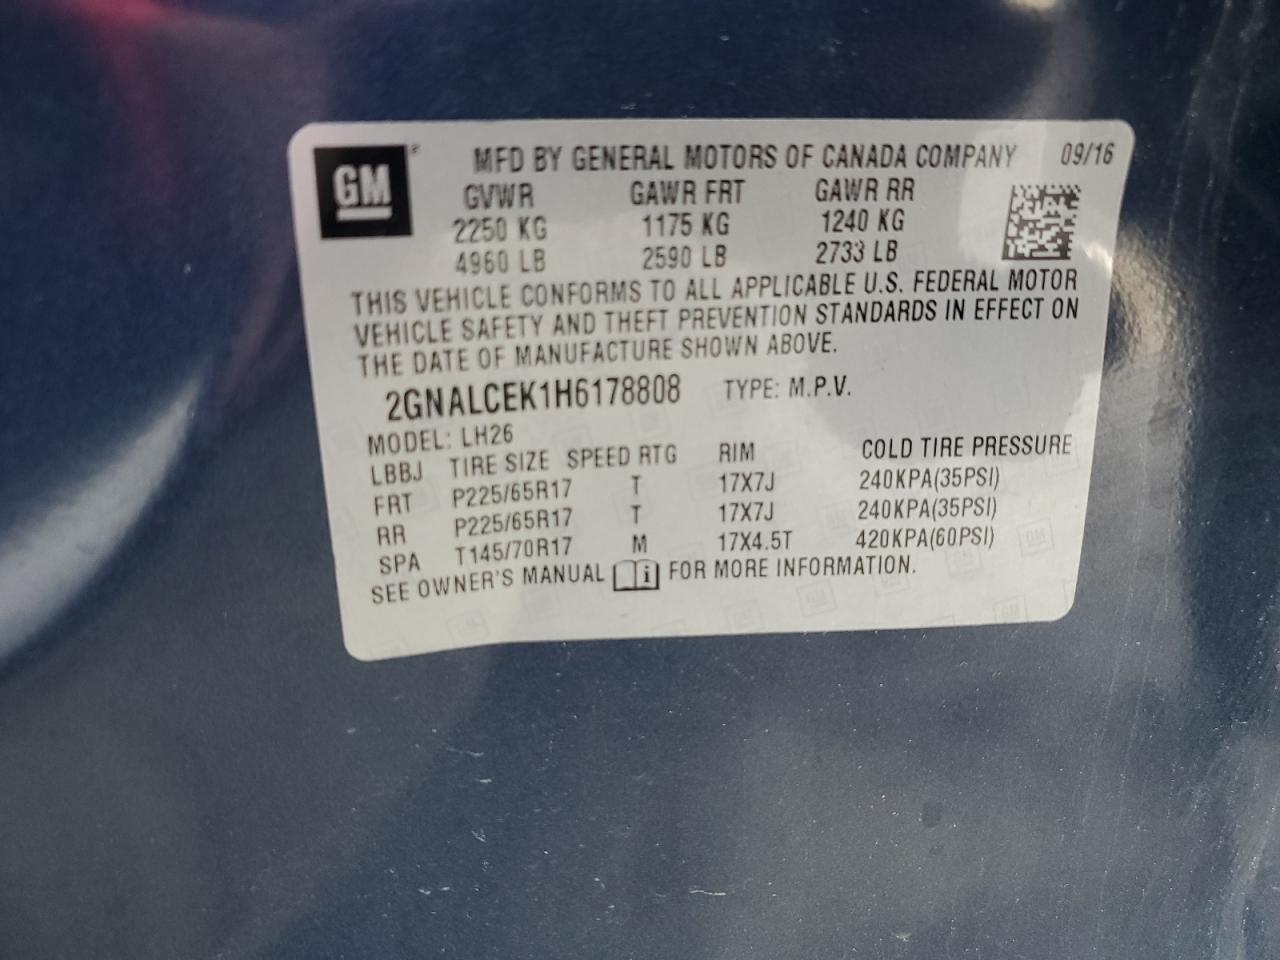 GM®
MFD BY GENERAL MOTORS OF CANADA COMPANY 09/16
GVWR GAWR FRT GAWR RR
2250 KG 1175 KG 1240 KG
4960 LB 2590 LB 2733 LB
THIS VEHICLE CONFORMS TO ALL APPLICABLE U.S. FEDERAL MOTOR
VEHICLE SAFETY AND THEFT PREVENTION STANDARDS IN EFFECT ON
THE DATE OF MANUFACTURE SHOWN ABOVE.
2GNALCEK1H6178808 TYPE: M.P.V.
MODEL: LH26
LBBJ TIRE SIZE SPEED RTG RIM COLD TIRE PRESSURE
FRT P225/65R17 T 17X7J 240KPA(35PSI)
RR P225/65R17 T 17X7J 240KPA(35PSI)
SPA T145/70R17 M 17X4.5T 420KPA(60PSI)
SEE OWNER'S MANUAL i FOR MORE INFORMATION.